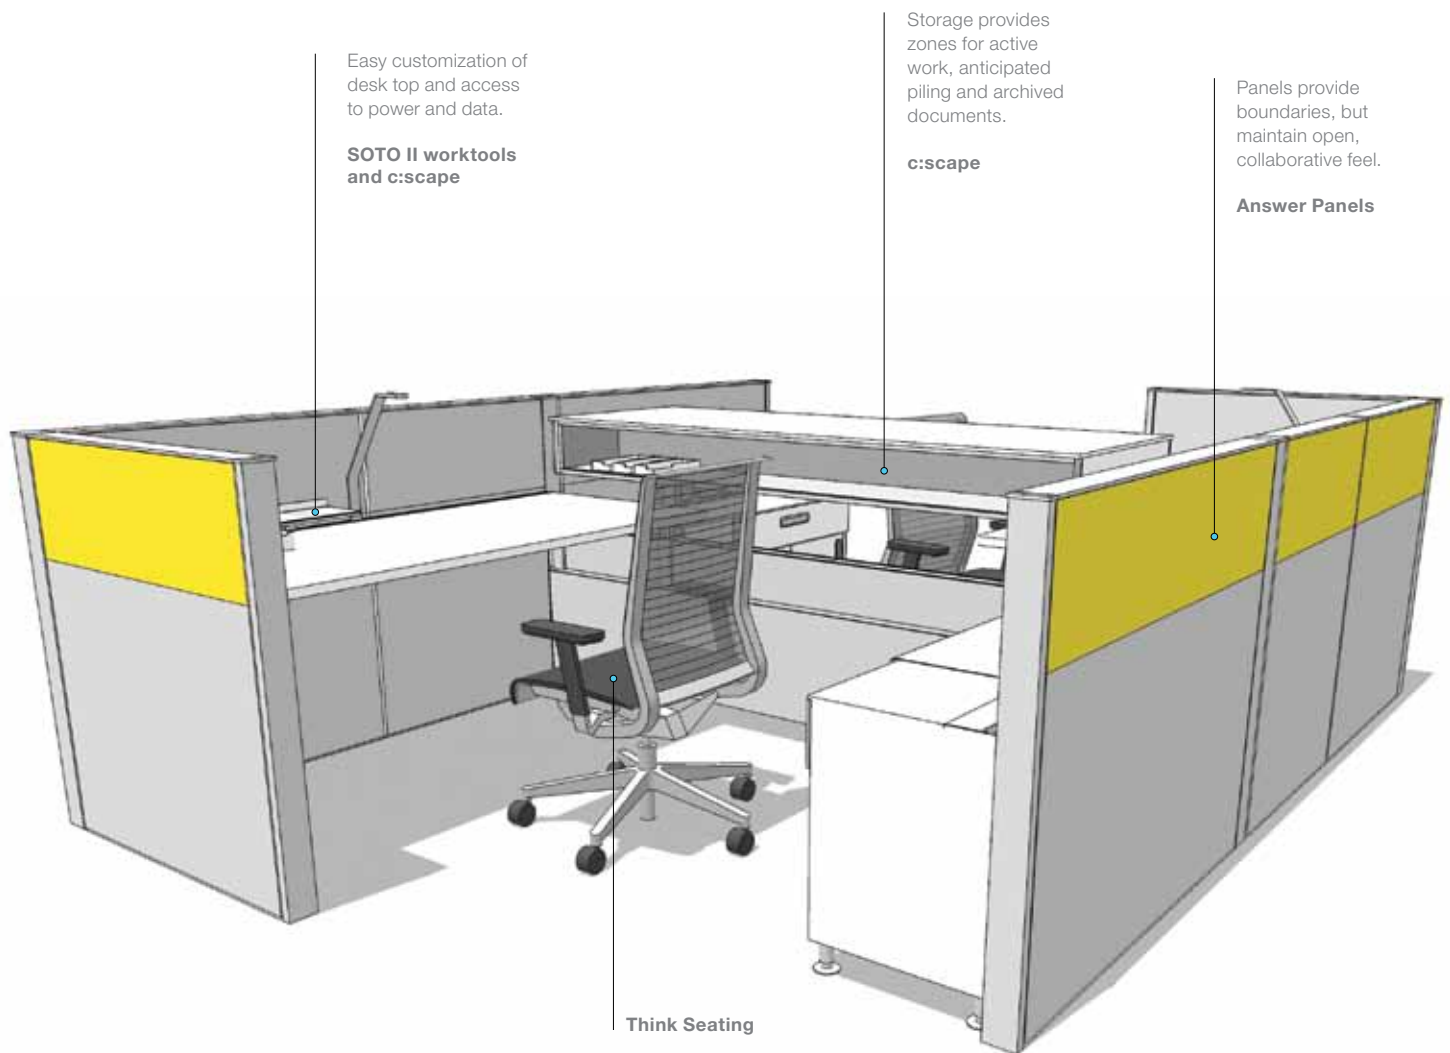 Easy customization of
desk top and access
to power and data.
SOTO II worktools
and c:scape
Storage provides
zones for active
work, anticipated
piling and archived
documents.
c:scape
Panels provide
boundaries, but
maintain open,
collaborative feel.
Answer Panels
Think Seating